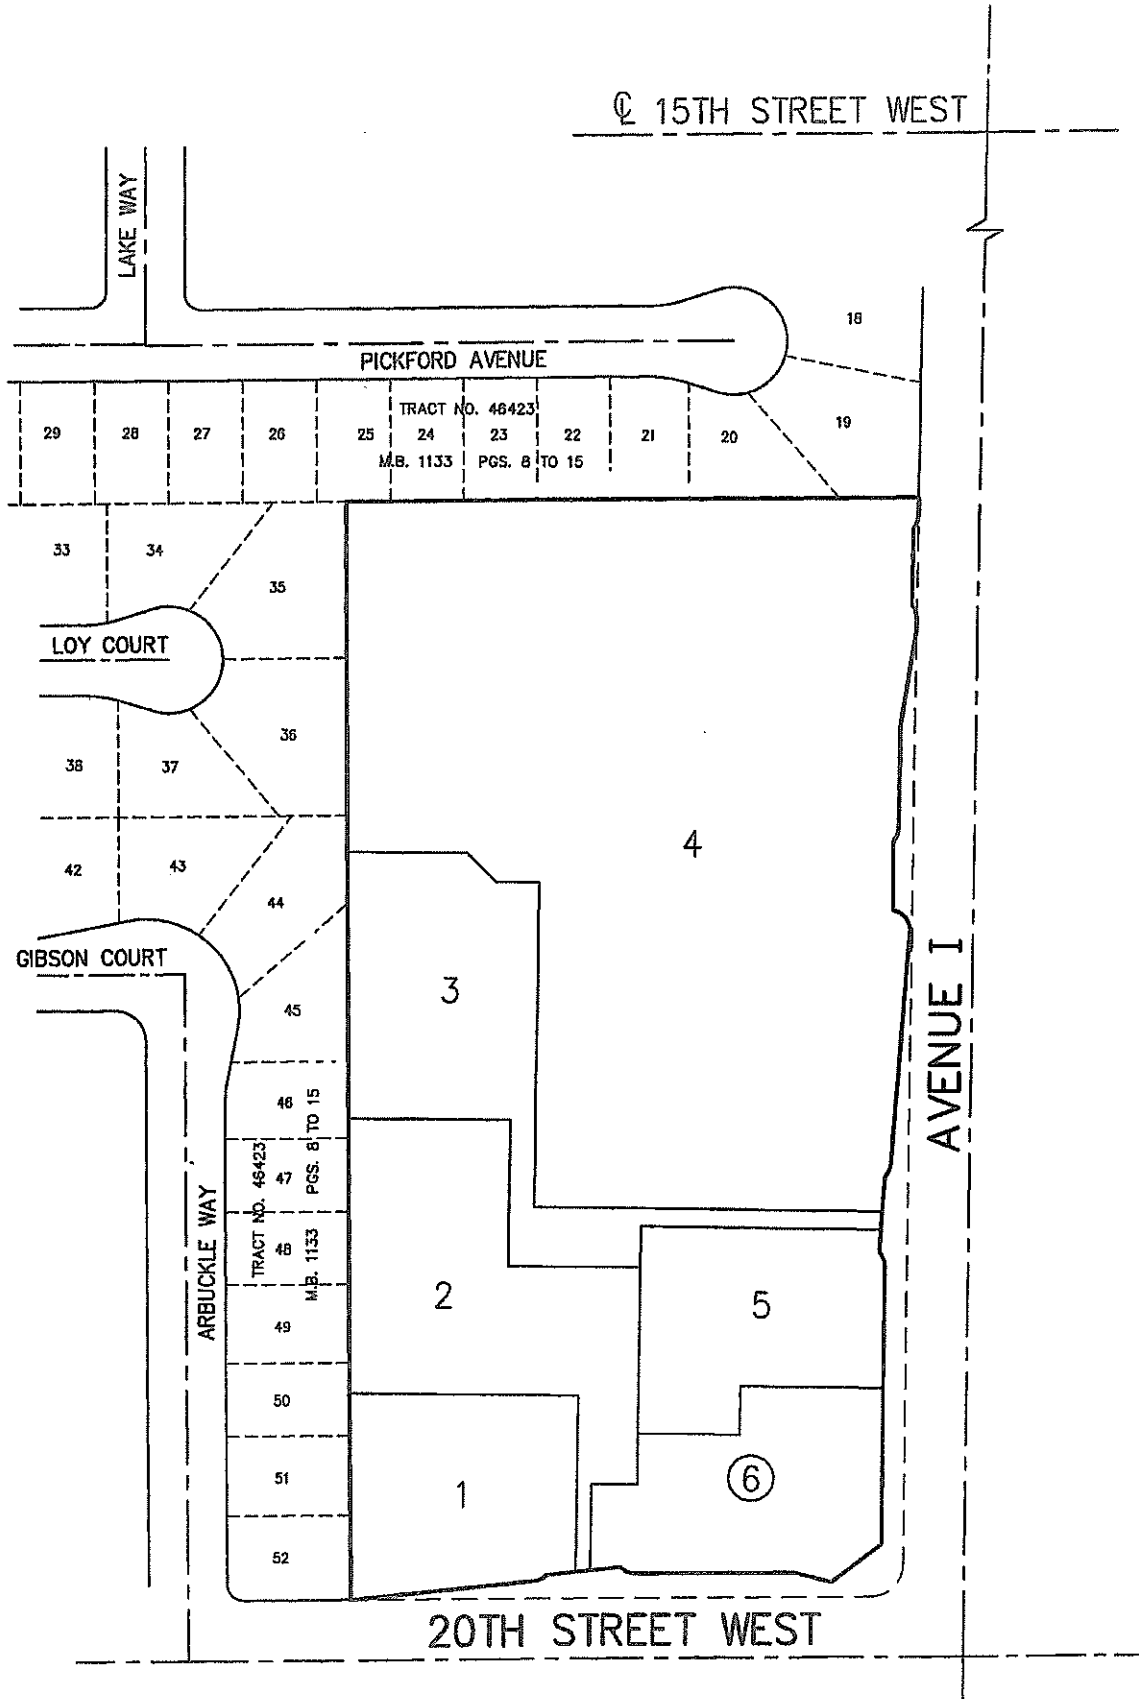 ℄ 15TH STREET WEST
LAKE WAY
18
PICKFORD AVENUE
TRACT NO. 46423
29 28 27 26 25 24 23 22 21 20 19
M.B. 1133 PGS. 8 TO 15
33 34
35
LOY COURT
36
38 37
4
42 43
44
GIBSON COURT
3
45
AVENUE I
46
47
48
TRACT NO. 46423
M.B. 1133 PGS. 8 TO 15
ARBUCKLE WAY
2
5
49
50
51
1
6
52
20TH STREET WEST